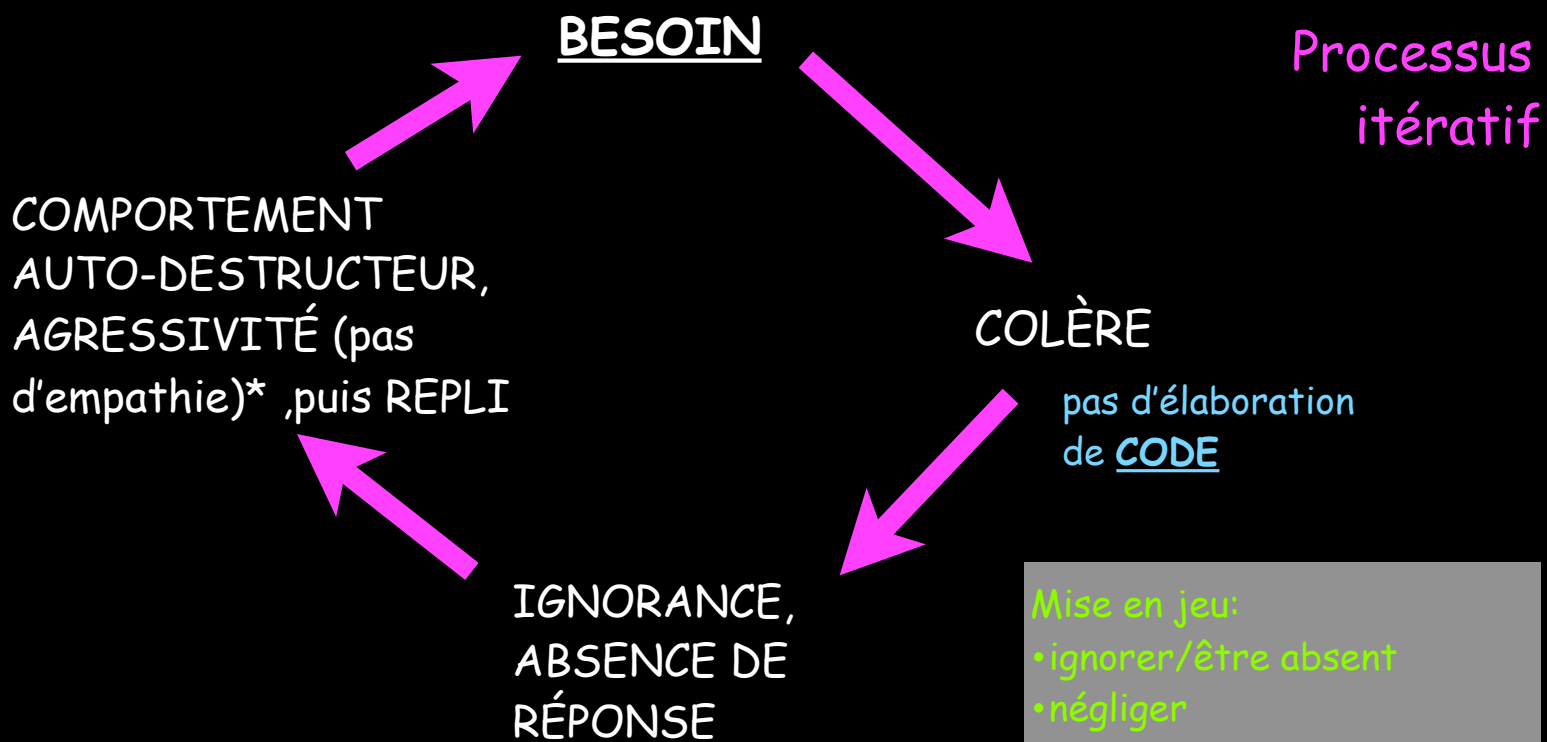 BESOIN
Processus
itératif
COMPORTEMENT
AUTO-DESTRUCTEUR,
AGRESSIVITÉ (pas
d'empathie)* ,puis REPLI
COLÈRE
pas d'élaboration
de CODE
IGNORANCE,
ABSENCE DE
RÉPONSE
Mise en jeu:
•ignorer/être absent
•négliger